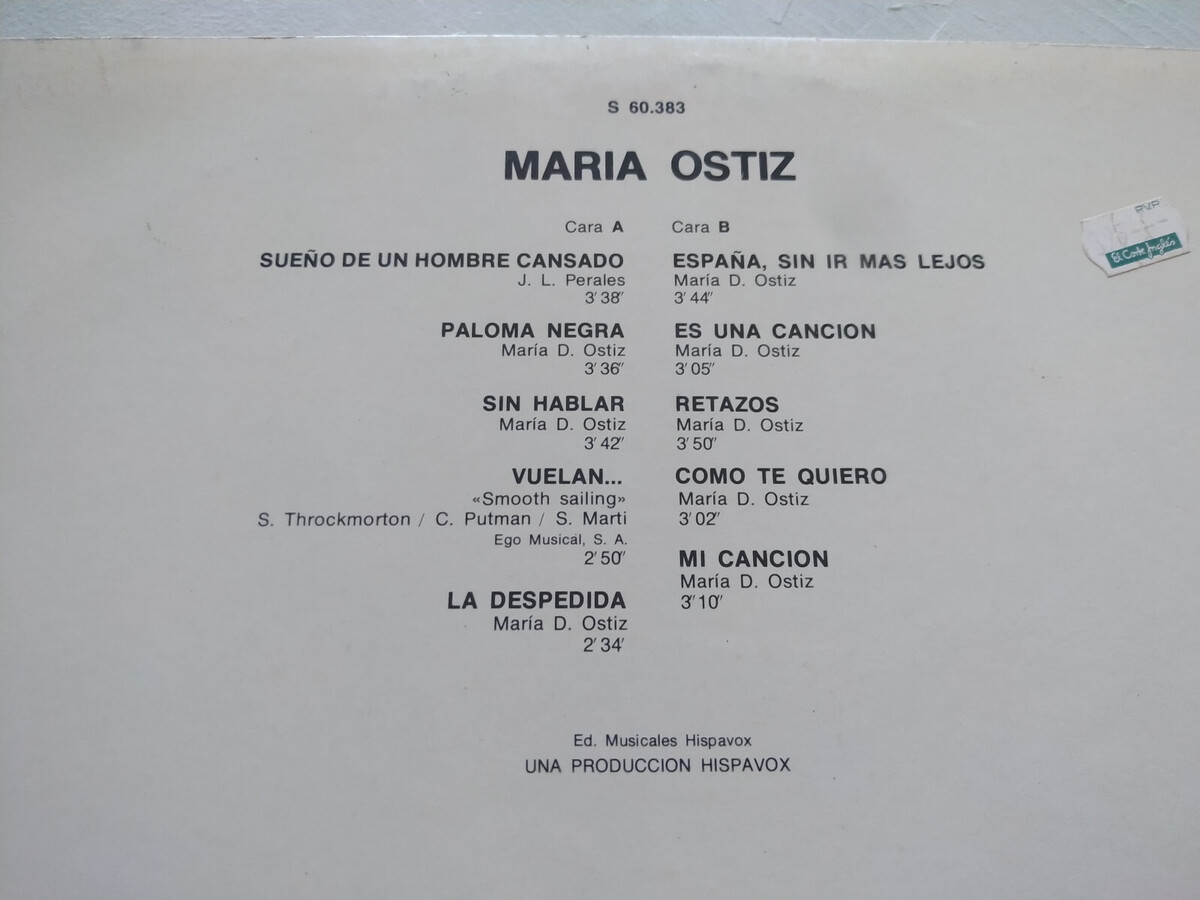 S 60.383
MARIA OSTIZ
Cara A
SUEÑO DE UN HOMBRE CANSADO
J. L. Perales
3'38"
PALOMA NEGRA
María D. Ostiz
3'36"
SIN HABLAR
María D. Ostiz
3'42"
VUELAN...
«Smooth sailing»
S. Throckmorton / C. Putman / S. Marti
Ego Musical, S. A.
2'50"
LA DESPEDIDA
María D. Ostiz
2'34'
Cara B
ESPAÑA, SIN IR MAS LEJOS
María D. Ostiz
3'44"
ES UNA CANCION
María D. Ostiz
3'05"
RETAZOS
María D. Ostiz
3'50"
COMO TE QUIERO
María D. Ostiz
3'02"
MI CANCION
María D. Ostiz
3'10"
Ed. Musicales Hispavox
UNA PRODUCCION HISPAVOX
PVP
El Corte Inglés